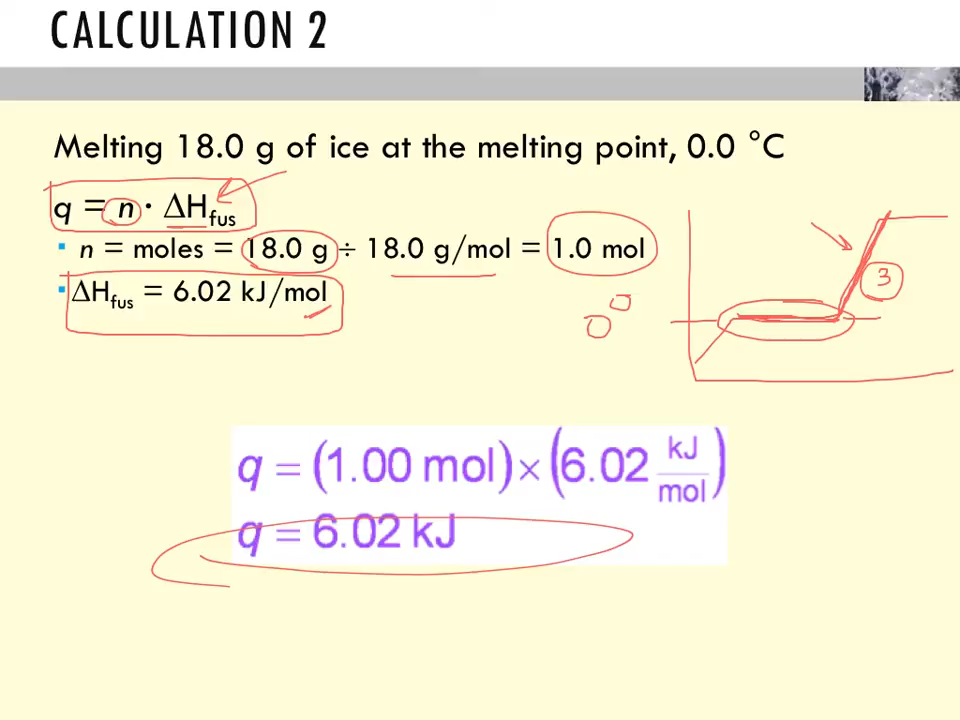 CALCULATION 2
Melting 18.0 g of ice at the melting point, 0.0 °C
q = n · ΔHfus
▪ n = moles = 18.0 g ÷ 18.0 g/mol = 1.0 mol
▪ ΔHfus = 6.02 kJ/mol
3
0°
q = (1.00 mol) × (6.02 kJ/mol)
q = 6.02 kJ